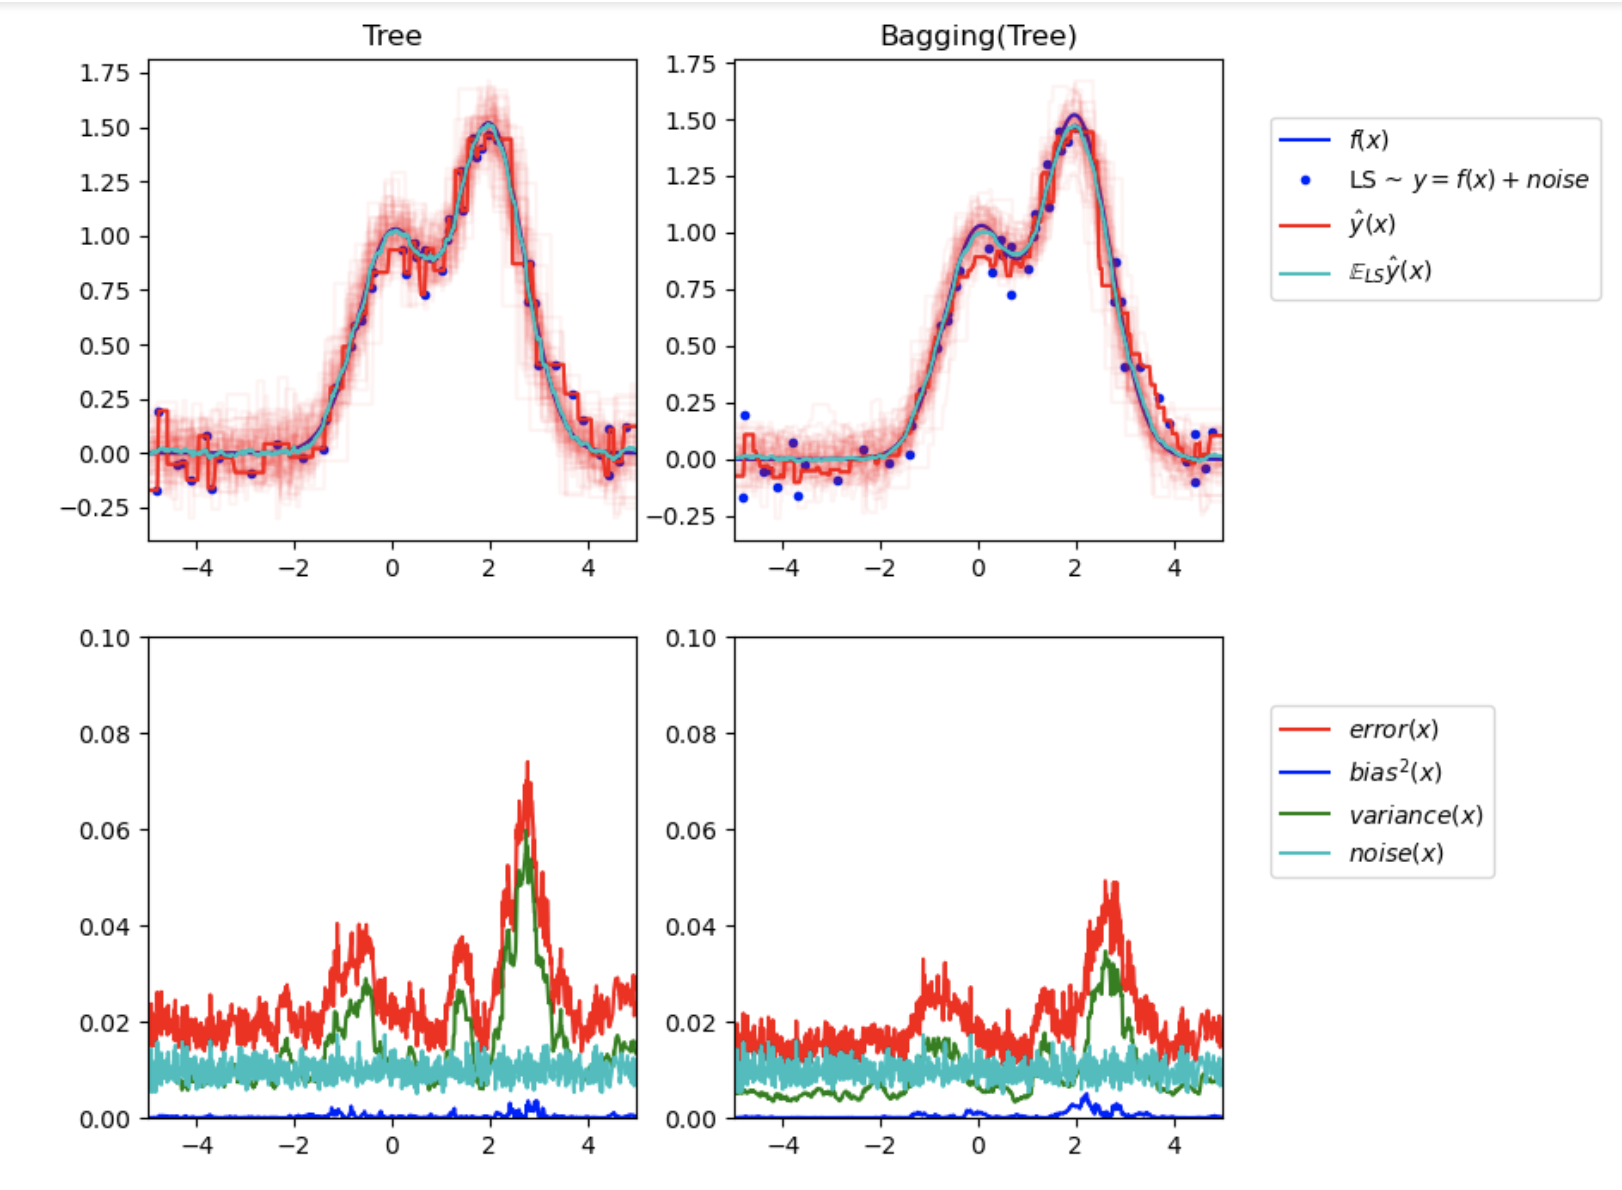 Tree
Bagging(Tree)
1.75
1.50
1.25
1.00
0.75
0.50
0.25
0.00
−0.25
−4 −2 0 2 4
1.75
1.50
1.25
1.00
0.75
0.50
0.25
0.00
−0.25
−4 −2 0 2 4
f(x)
LS ~ y = f(x) + noise
ŷ(x)
𝔼_LS ŷ(x)
0.10
0.08
0.06
0.04
0.02
0.00
−4 −2 0 2 4
0.10
0.08
0.06
0.04
0.02
0.00
−4 −2 0 2 4
error(x)
bias²(x)
variance(x)
noise(x)